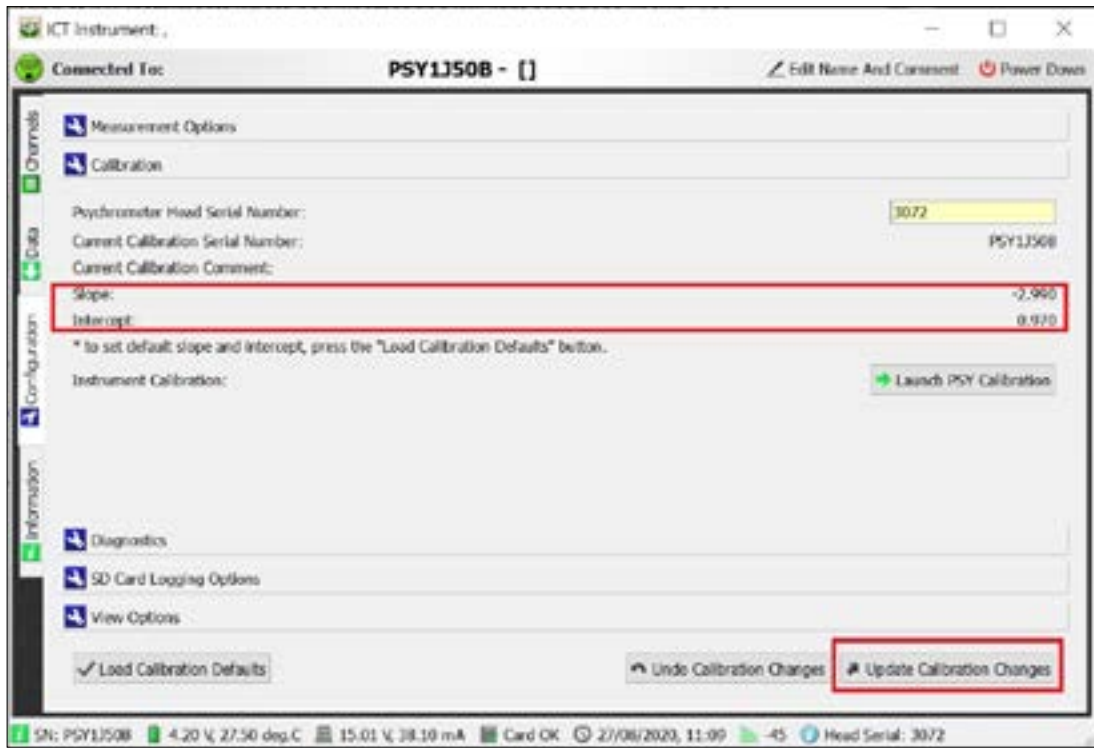 ICT Instrument: ,
Connected To:
PSY1J50B - []
Edit Name And Comment
Power Down
Channels
Data
Configuration
Information
Measurement Options
Calibration
Psychrometer Head Serial Number:
3072
Current Calibration Serial Number:
PSY1J50B
Current Calibration Comment:
Slope:
-2.990
Intercept:
0.970
* to set default slope and intercept, press the "Load Calibration Defaults" button.
Instrument Calibration:
Launch PSY Calibration
Diagnostics
SD Card Logging Options
View Options
Load Calibration Defaults
Undo Calibration Changes
Update Calibration Changes
SN: PSY1J50B
4.20 V, 27.50 deg.C
15.01 V, 38.10 mA
Card OK
27/08/2020, 11:09
-45
Head Serial: 3072